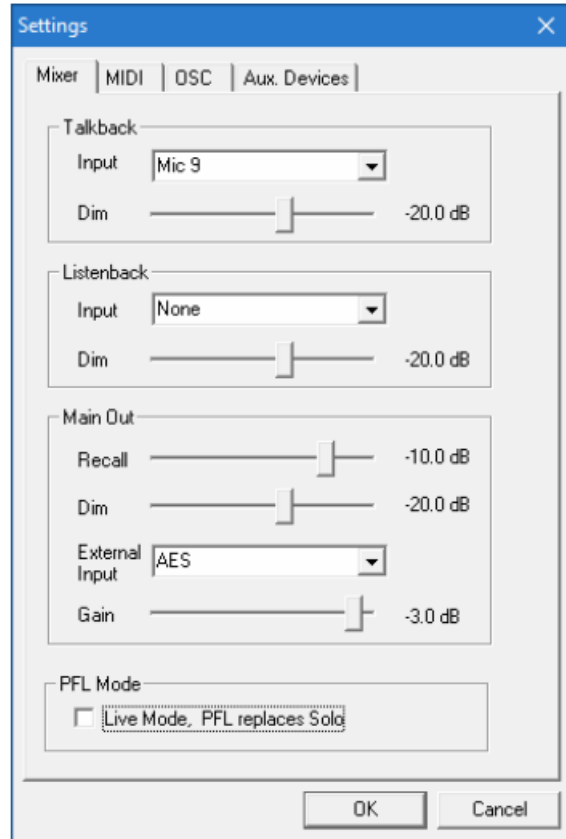 Settings
Mixer MIDI OSC Aux. Devices
Talkback
Input Mic 9
Dim -20.0 dB
Listenback
Input None
Dim -20.0 dB
Main Out
Recall -10.0 dB
Dim -20.0 dB
External
Input AES
Gain -3.0 dB
PFL Mode
Live Mode, PFL replaces Solo
OK Cancel